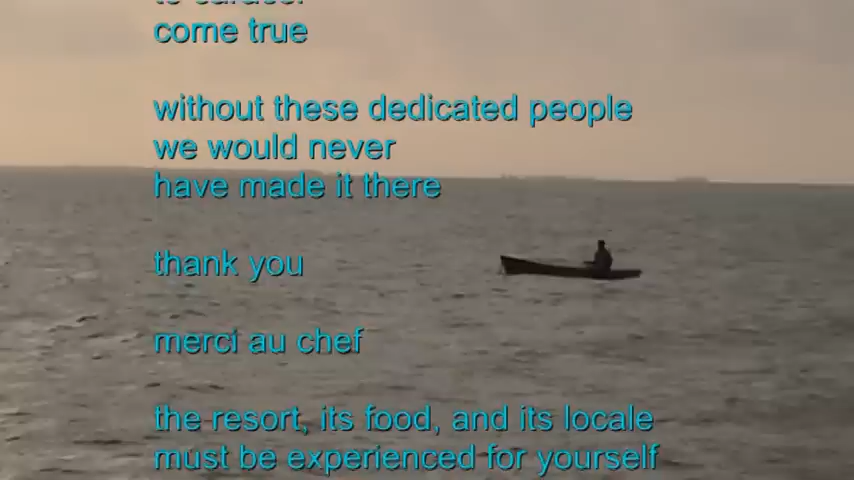 come true
without these dedicated people
we would never
have made it there
thank you
merci au chef
the resort, its food, and its locale
must be experienced for yourself